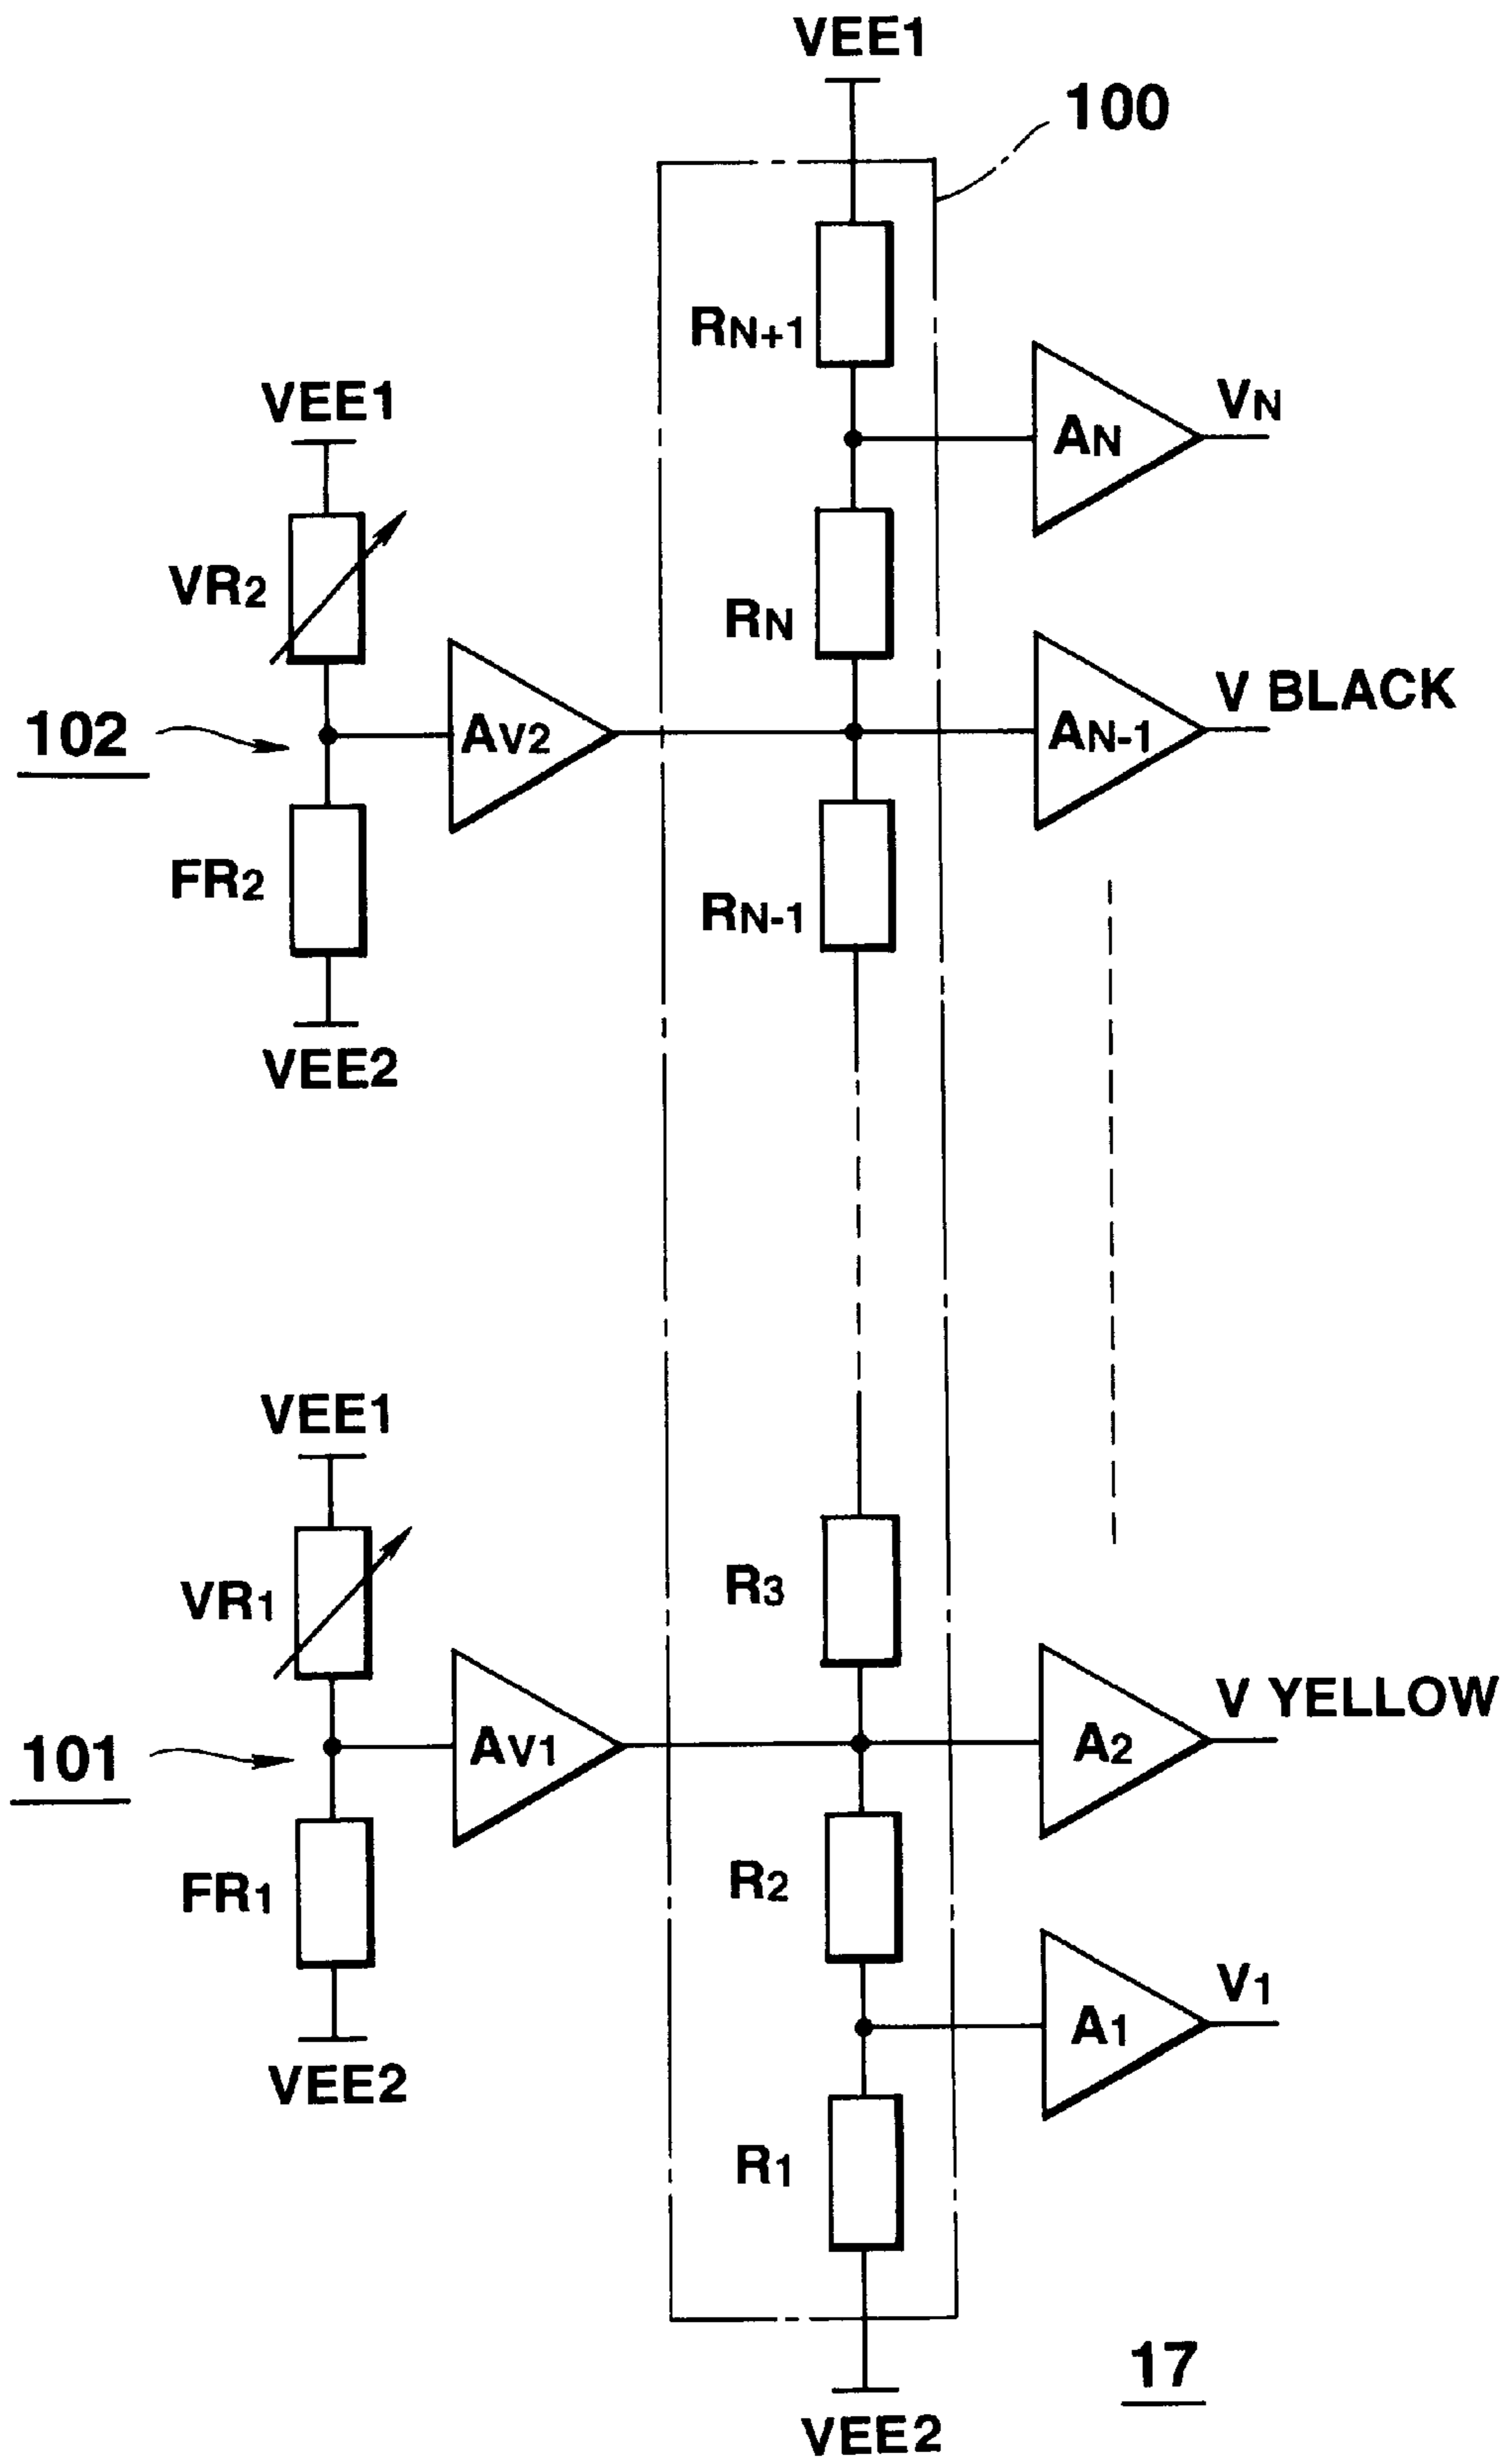 VEE1
100
RN+1
VEE1
AN
VN
VR2
RN
102
AV2
AN-1
V BLACK
FR2
RN-1
VEE2
VEE1
VR1
R3
101
AV1
A2
V YELLOW
FR1
R2
VEE2
A1
V1
R1
17
VEE2